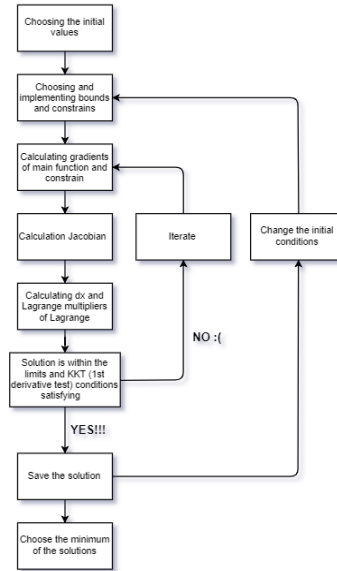 Choosing the initial
values
Choosing and
implementing bounds
and constrains
Calculating gradients
of main function and
constrain
Calculation Jacobian
Iterate
Change the initial
conditions
Calculating dx and
Lagrange multipliers
of Lagrange
NO :(
Solution is within the
limits and KKT (1st
derivative test) conditions
satisfying
YES!!!
Save the solution
Choose the minimum
of the solutions